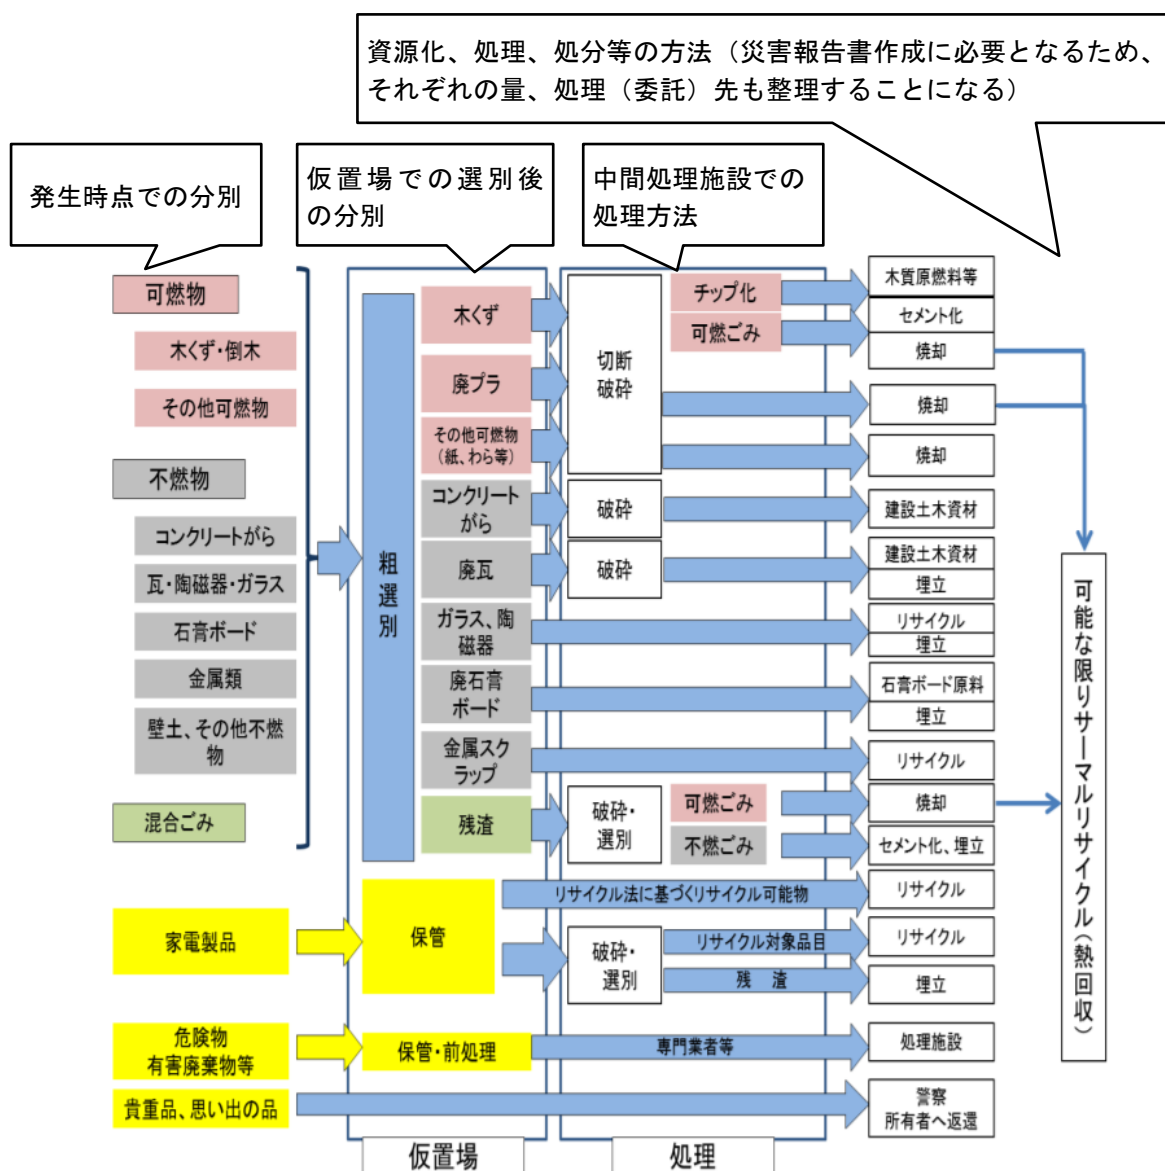 資源化、処理、処分等の方法（災害報告書作成に必要となるため、
それぞれの量、処理（委託）先も整理することになる）
発生時点での分別
仮置場での選別後
の分別
中間処理施設での
処理方法
可燃物
木くず・倒木
その他可燃物
不燃物
コンクリートがら
瓦・陶磁器・ガラス
石膏ボード
金属類
壁土、その他不燃
物
混合ごみ
家電製品
危険物
有害廃棄物等
貴重品、思い出の品
粗選別
木くず
廃プラ
その他可燃物
（紙、わら等）
コンクリート
がら
廃瓦
ガラス、陶
磁器
廃石膏
ボード
金属スク
ラップ
残渣
保管
保管・前処理
仮置場
切断
破砕
チップ化
可燃ごみ
破砕
破砕
破砕・
選別
可燃ごみ
不燃ごみ
リサイクル法に基づくリサイクル可能物
破砕・
選別
リサイクル対象品目
残　渣
専門業者等
処理
木質原燃料等
セメント化
焼却
焼却
焼却
建設土木資材
建設土木資材
埋立
リサイクル
埋立
石膏ボード原料
埋立
リサイクル
焼却
セメント化、埋立
リサイクル
リサイクル
埋立
処理施設
警察
所有者へ返還
可能な限りサーマルリサイクル（熱回収）